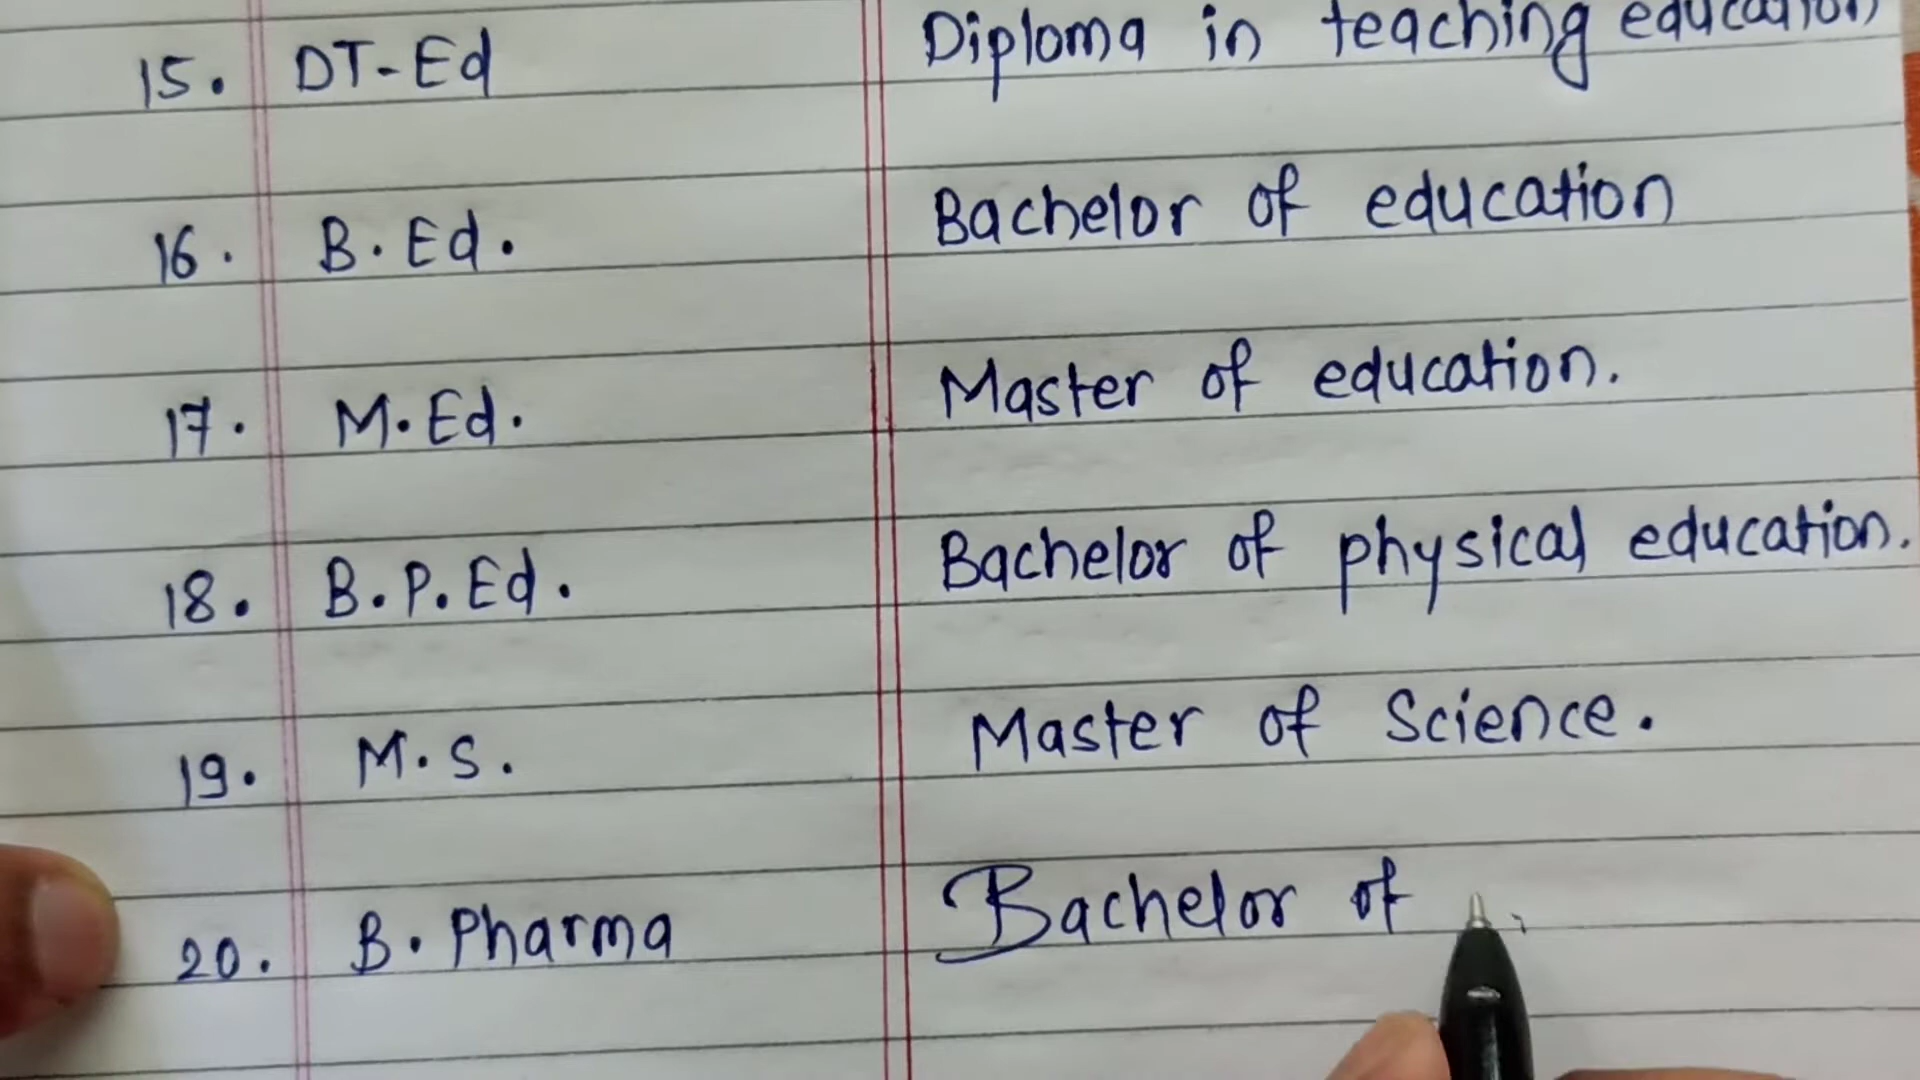 15. DT-Ed Diploma in teaching education
16. B.Ed. Bachelor of education
17. M.Ed. Master of education.
18. B.P.Ed. Bachelor of physical education.
19. M.S. Master of Science.
20. B. Pharma Bachelor of